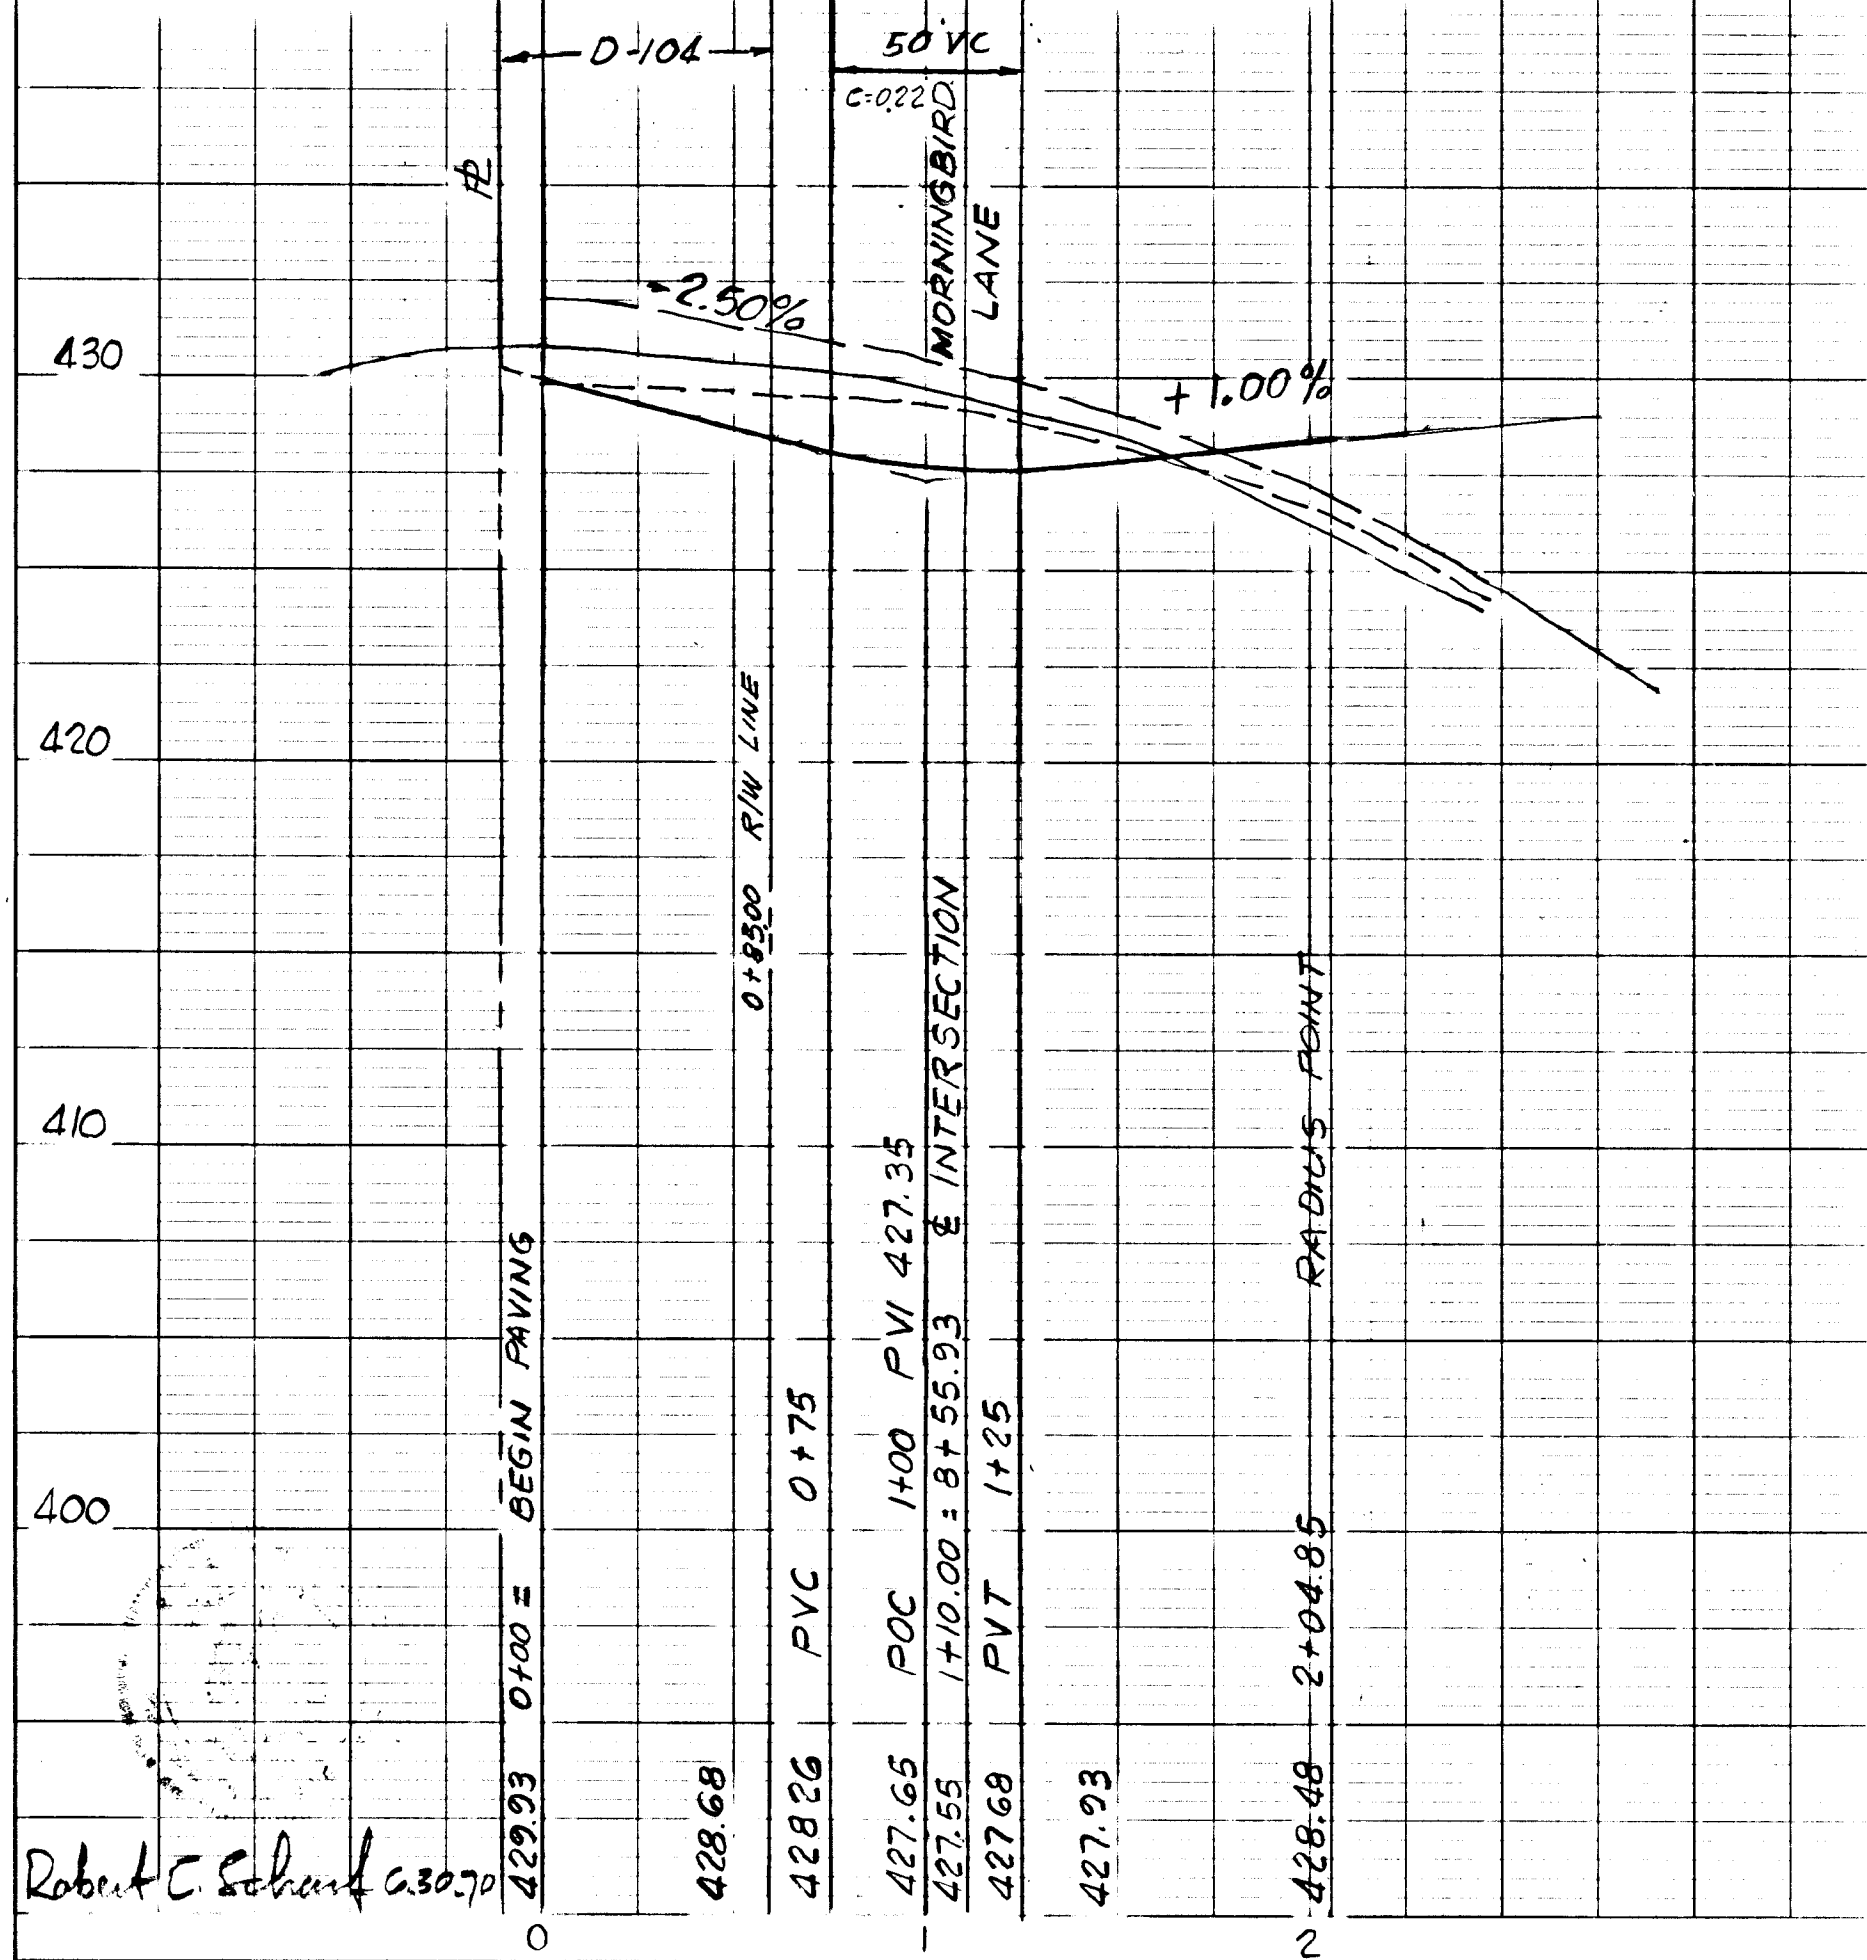 D-104
50' VC
C=0.22
PL
MORNINGBIRD
LANE
-2.50%
+1.00%
430
420
410
400
0+85.00 R/W LINE
429.93 0+00 = BEGIN PAVING
428.68
428 26 PVC 0+75
427.65 POC 1+00 PVI 427.35
427.55 1+10.00 = 8+55.93 ℄ INTERSECTION
427 68 PVT 1+25
427.93
428.48 2+04.85 RADIUS POINT
Robert C. Scharf 6.30.70
0
1
2